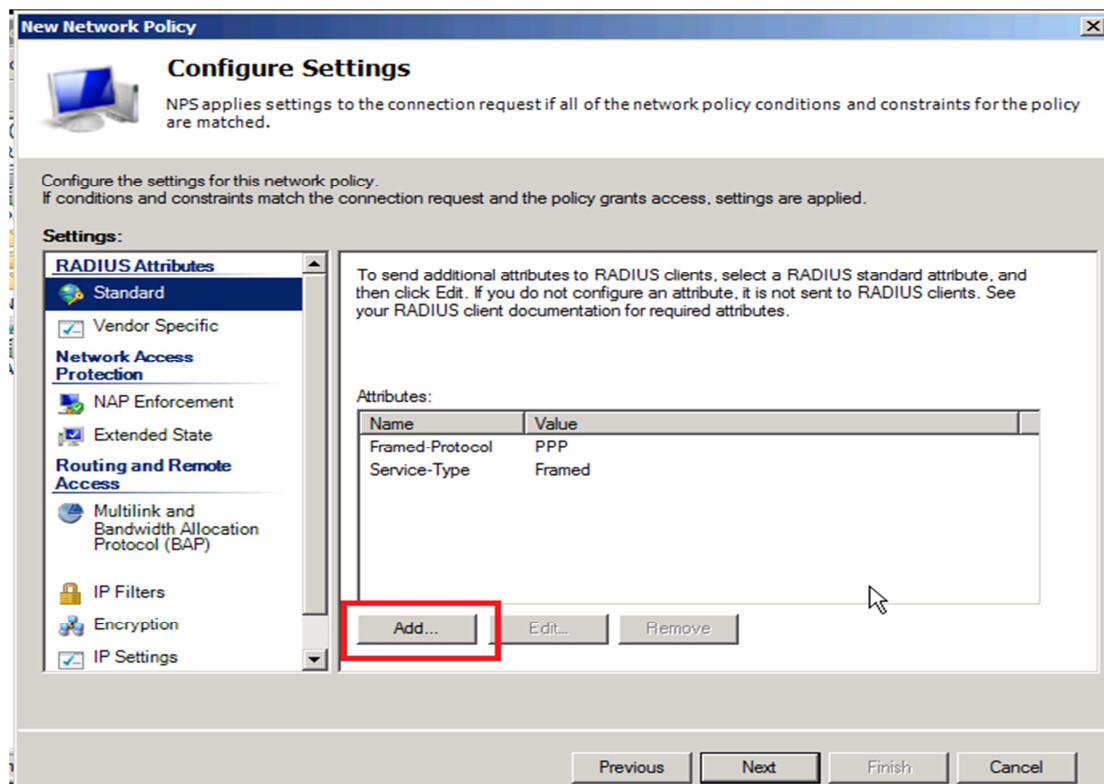 New Network Policy
Configure Settings
NPS applies settings to the connection request if all of the network policy conditions and constraints for the policy
are matched.
Configure the settings for this network policy.
If conditions and constraints match the connection request and the policy grants access, settings are applied.
Settings:
RADIUS Attributes
Standard
Vendor Specific
Network Access
Protection
NAP Enforcement
Extended State
Routing and Remote
Access
Multilink and
Bandwidth Allocation
Protocol (BAP)
IP Filters
Encryption
IP Settings
To send additional attributes to RADIUS clients, select a RADIUS standard attribute, and
then click Edit. If you do not configure an attribute, it is not sent to RADIUS clients. See
your RADIUS client documentation for required attributes.
Attributes:
Name Value
Framed-Protocol PPP
Service-Type Framed
Add... Edit... Remove
Previous Next Finish Cancel